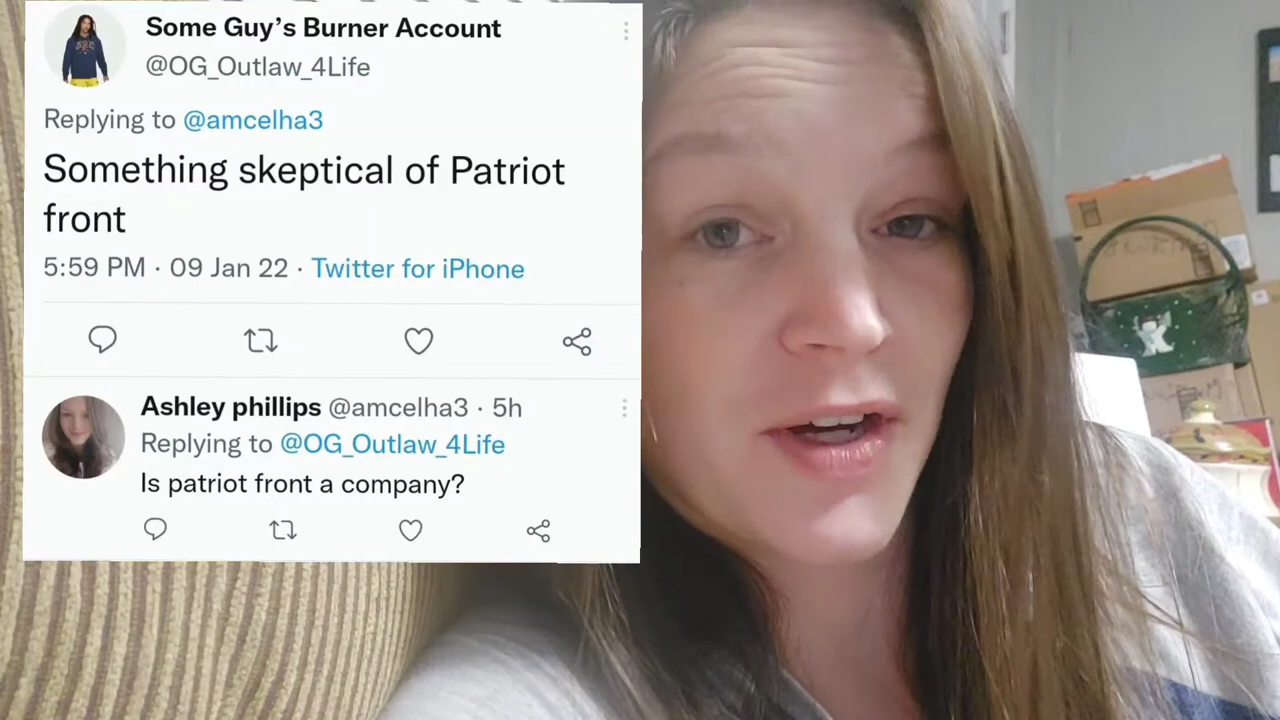 Some Guy's Burner Account
@OG_Outlaw_4Life
Replying to @amcelha3
Something skeptical of Patriot
front
5:59 PM · 09 Jan 22 · Twitter for iPhone
Ashley phillips @amcelha3 · 5h
Replying to @OG_Outlaw_4Life
Is patriot front a company?